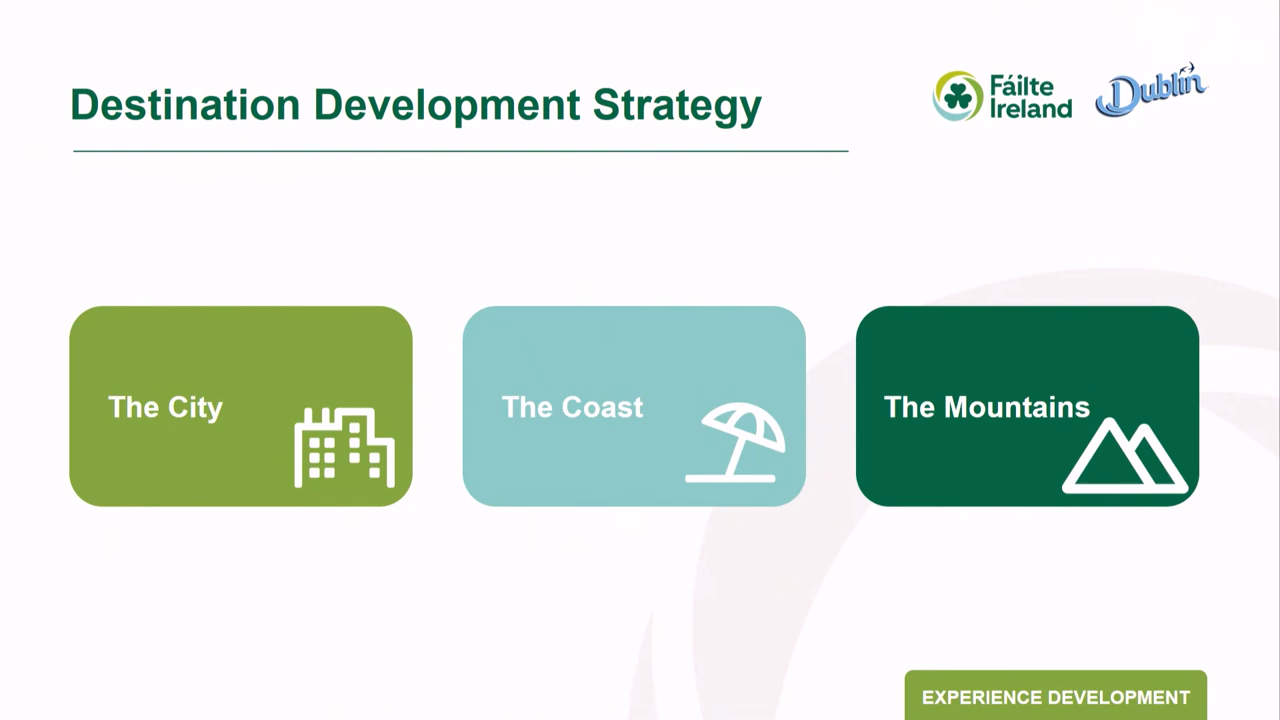 Destination Development Strategy
Fáilte
Ireland
Dublin
The City
The Coast
The Mountains
EXPERIENCE DEVELOPMENT